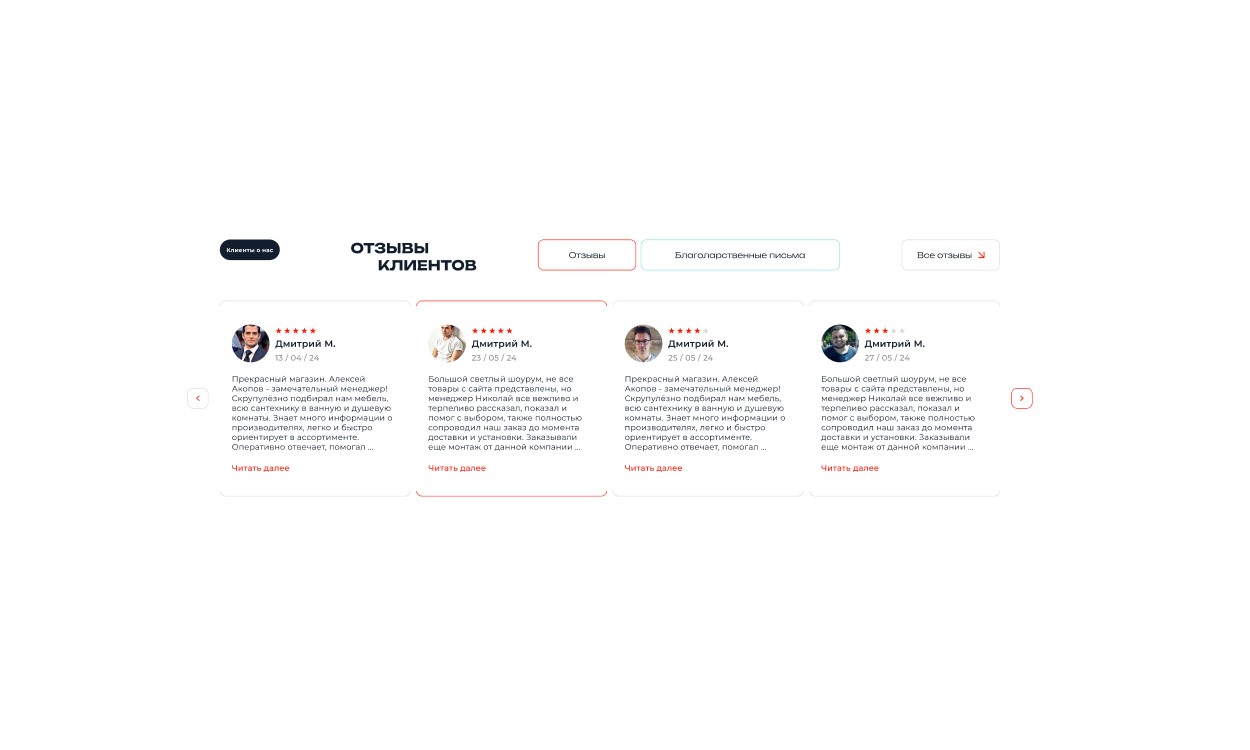 Клиенты о нас
ОТЗЫВЫ
КЛИЕНТОВ
Отзывы
Благоларственные письма
Все отзывы
Дмитрий М.
13 / 04 / 24
Прекрасный магазин. Алексей
Акопов - замечательный менеджер!
Скрупулёзно подбирал нам мебель,
всю сантехнику в ванную и душевую
комнаты. Знает много информации о
производителях, легко и быстро
ориентирует в ассортименте.
Оперативно отвечает, помогал ...
Читать далее
Дмитрий М.
23 / 05 / 24
Большой светлый шоурум, не все
товары с сайта представлены, но
менеджер Николай все вежливо и
терпеливо рассказал, показал и
помог с выбором, также полностью
сопроводил наш заказ до момента
доставки и установки. Заказывали
еще монтаж от данной компании ...
Читать далее
Дмитрий М.
25 / 05 / 24
Прекрасный магазин. Алексей
Акопов - замечательный менеджер!
Скрупулёзно подбирал нам мебель,
всю сантехнику в ванную и душевую
комнаты. Знает много информации о
производителях, легко и быстро
ориентирует в ассортименте.
Оперативно отвечает, помогал ...
Читать далее
Дмитрий М.
27 / 05 / 24
Большой светлый шоурум, не все
товары с сайта представлены, но
менеджер Николай все вежливо и
терпеливо рассказал, показал и
помог с выбором, также полностью
сопроводил наш заказ до момента
доставки и установки. Заказывали
еще монтаж от данной компании ...
Читать далее